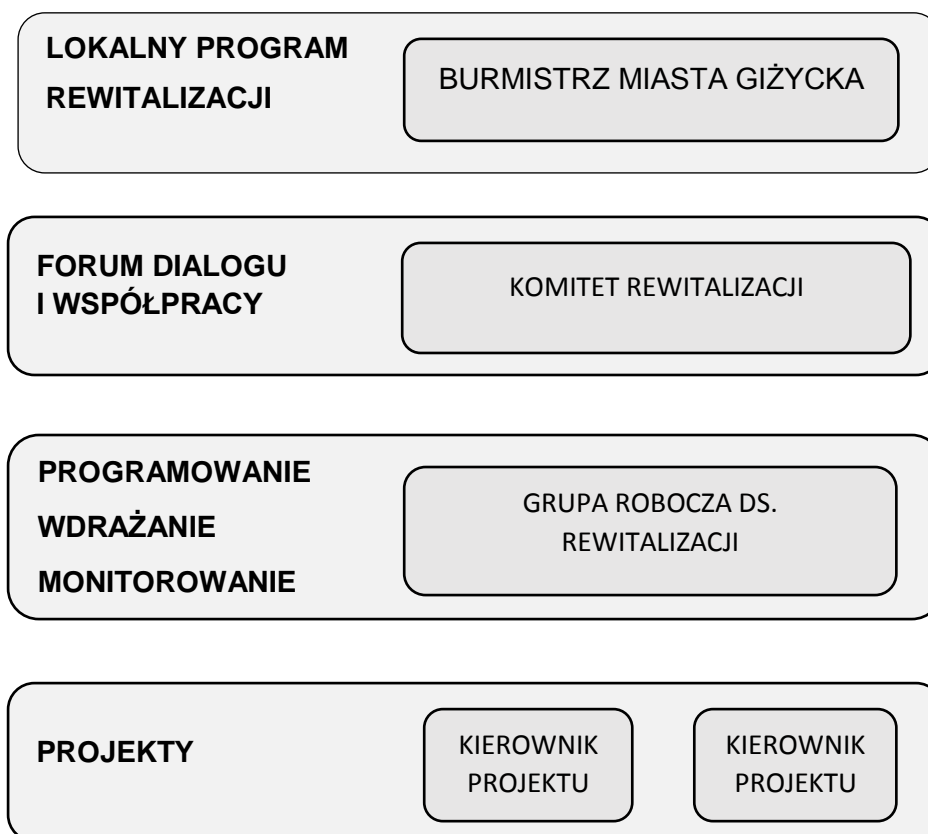 LOKALNY PROGRAM
REWITALIZACJI
BURMISTRZ MIASTA GIŻYCKA
FORUM DIALOGU
I WSPÓŁPRACY
KOMITET REWITALIZACJI
PROGRAMOWANIE
WDRAŻANIE
MONITOROWANIE
GRUPA ROBOCZA DS.
REWITALIZACJI
PROJEKTY
KIEROWNIK
PROJEKTU
KIEROWNIK
PROJEKTU